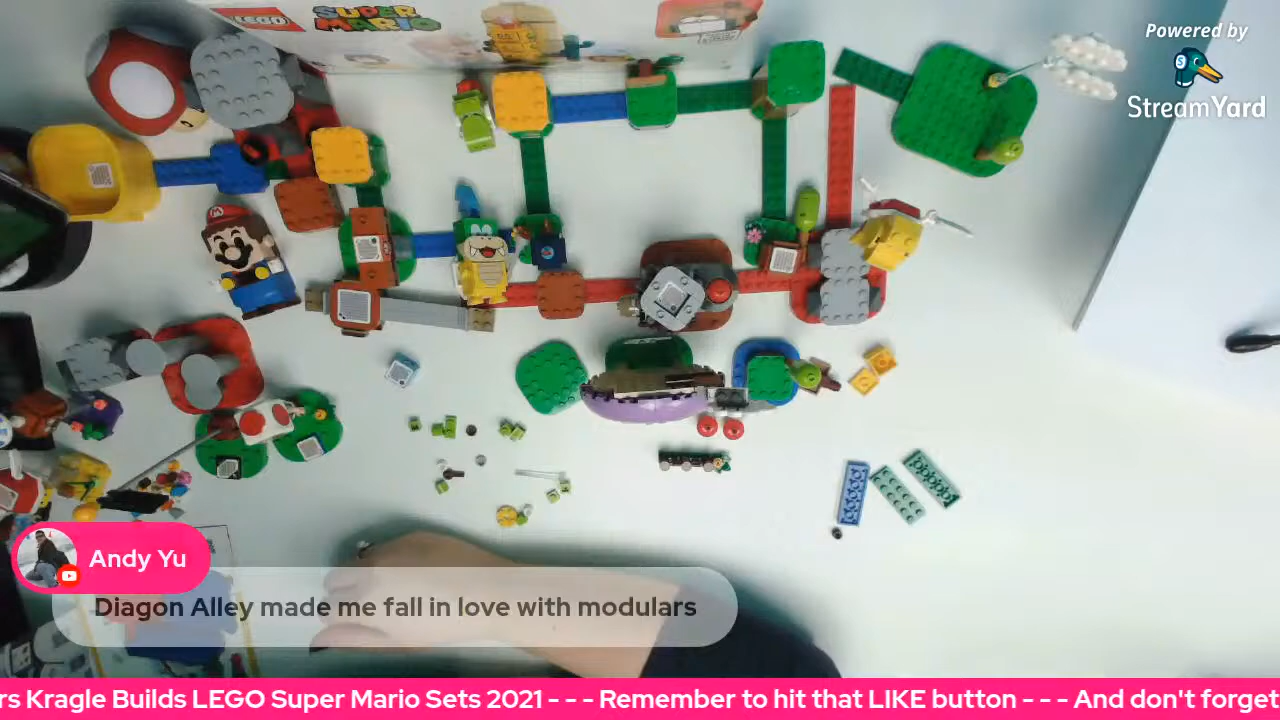 LEGO
SUPER
MARIO
Powered by
StreamYard
Andy Yu
Diagon Alley made me fall in love with modulars
rs Kragle Builds LEGO Super Mario Sets 2021 - - - Remember to hit that LIKE button - - - And don't forget